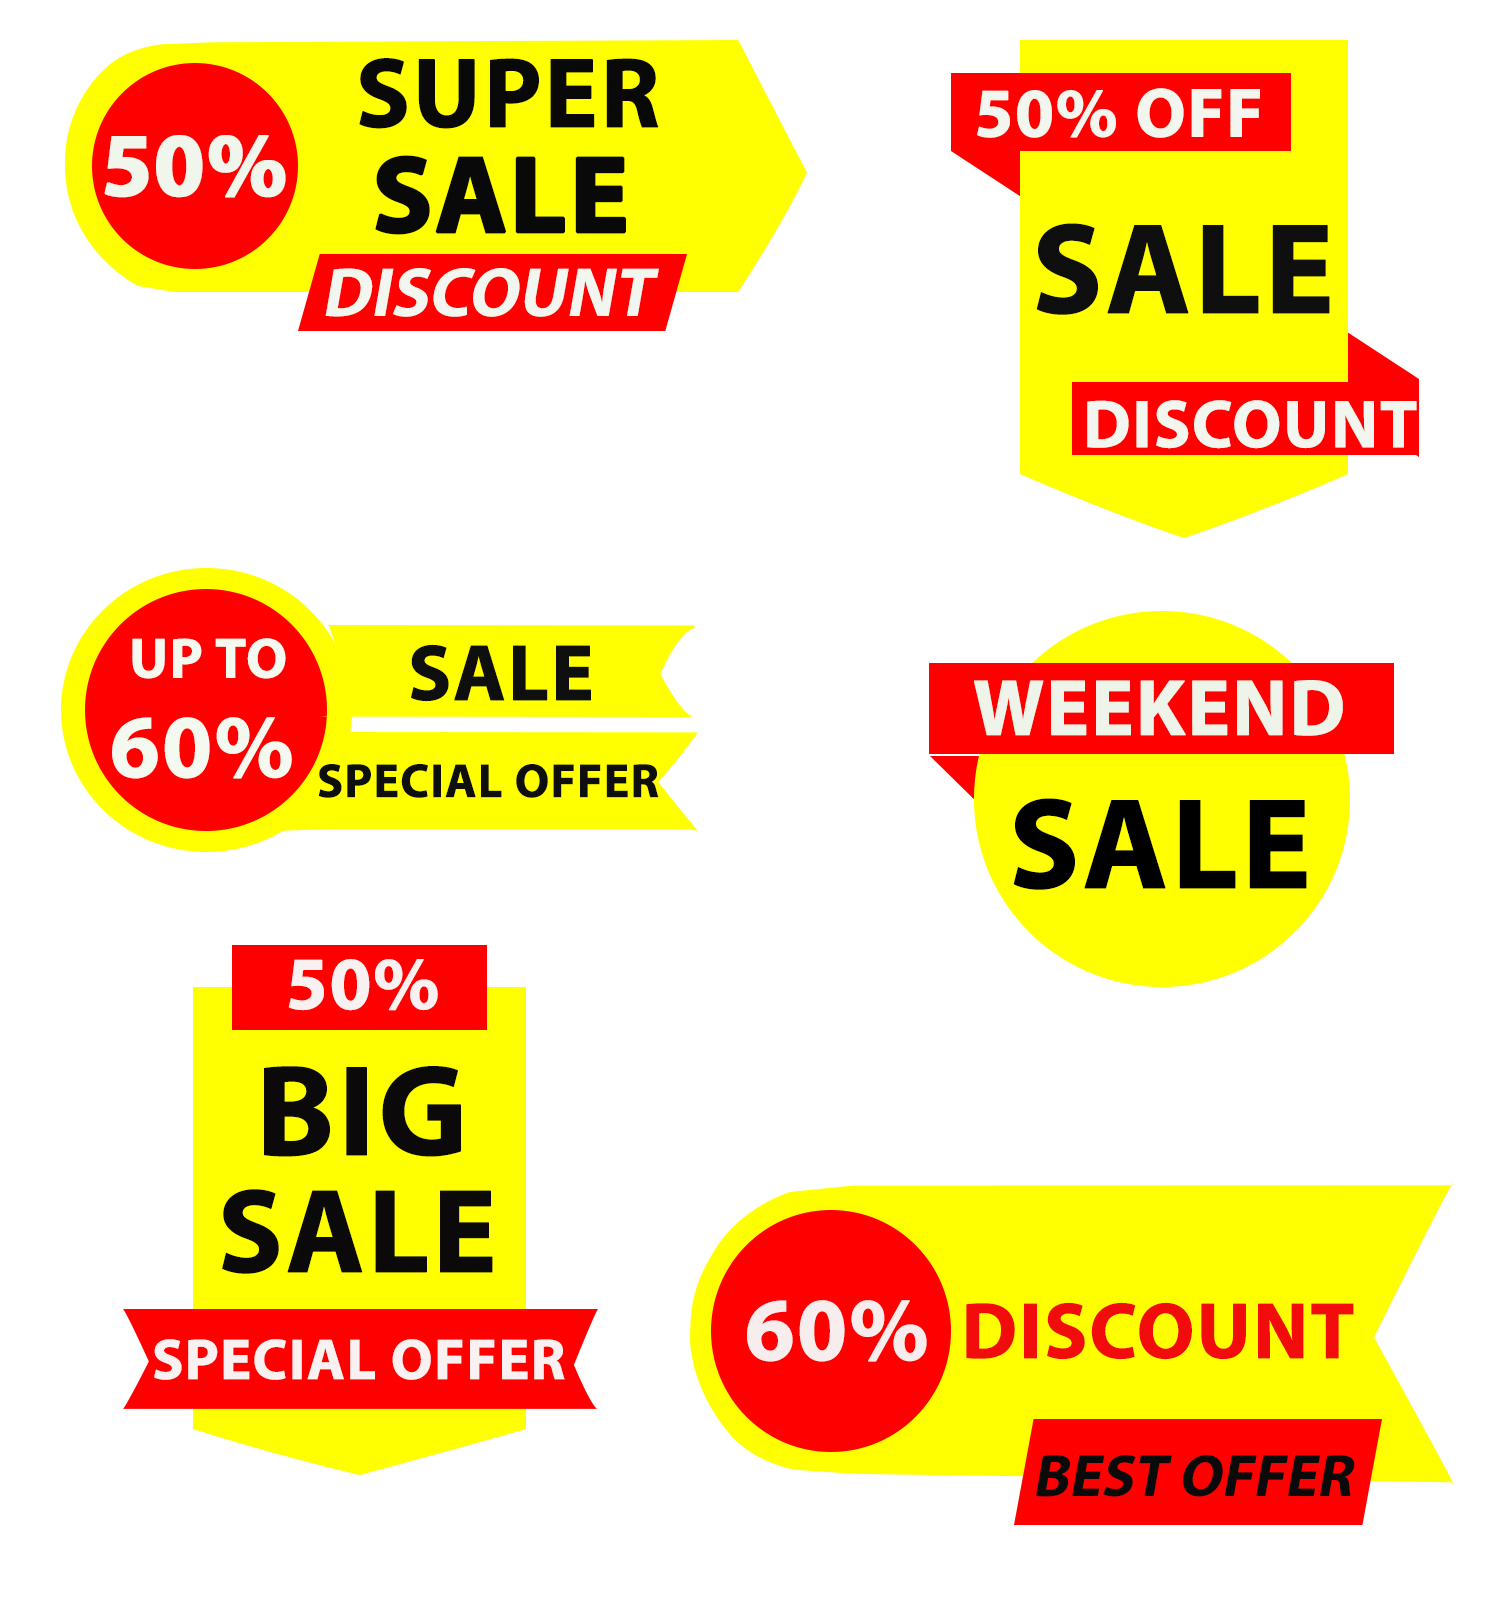 50%
SUPER
SALE
DISCOUNT
50% OFF
SALE
DISCOUNT
UP TO
60%
SALE
SPECIAL OFFER
WEEKEND
SALE
50%
BIG
SALE
SPECIAL OFFER
60%
DISCOUNT
BEST OFFER